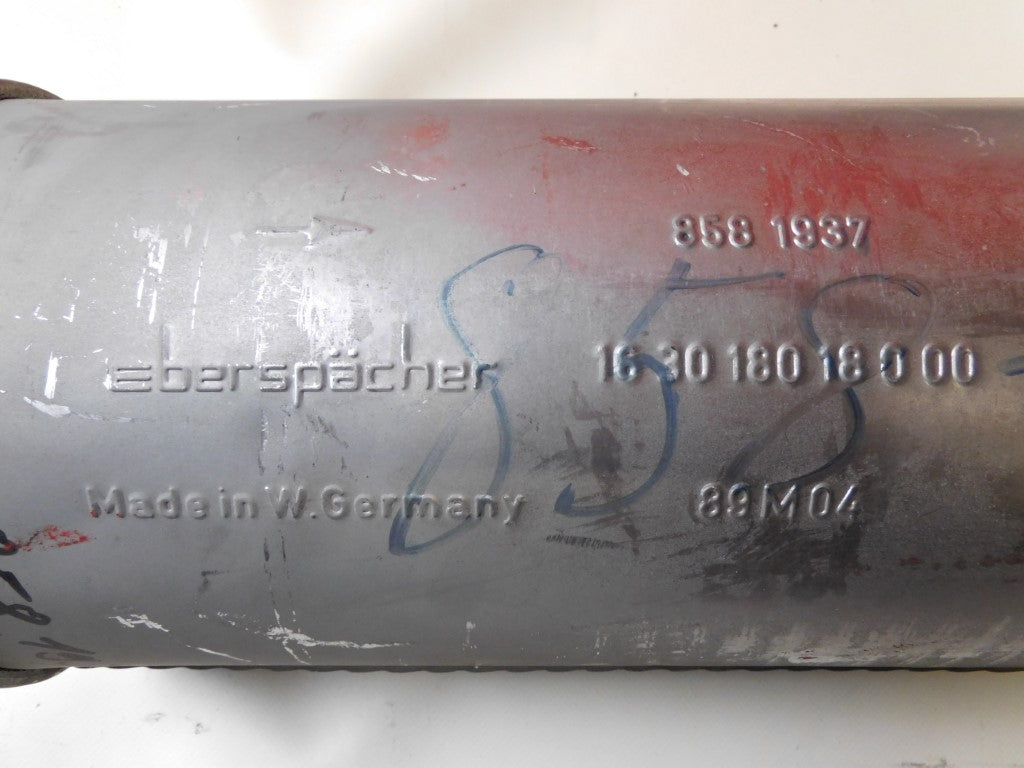 858 1937
858
eberspächer
16 30 180 18 0 00
Made in W. Germany
89 M 04